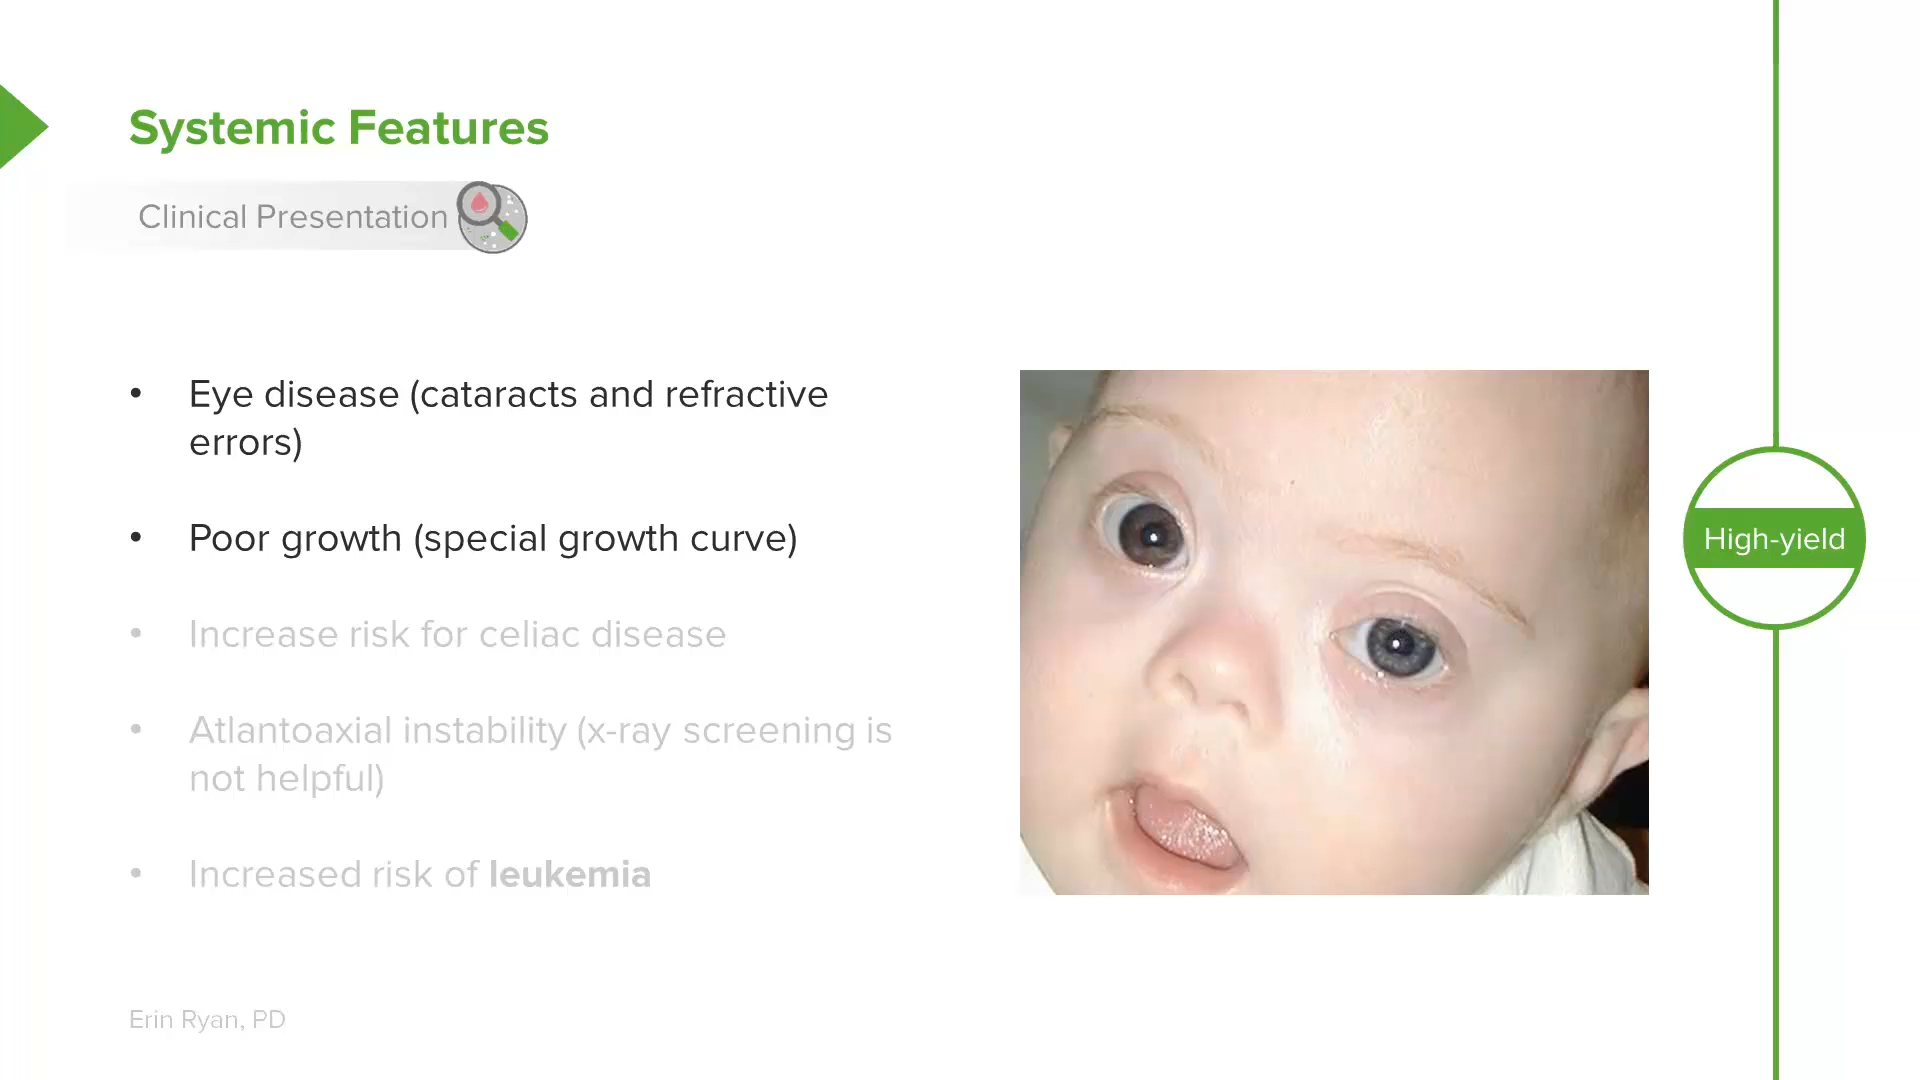 Systemic Features
Clinical Presentation
• Eye disease (cataracts and refractive
errors)
• Poor growth (special growth curve)
• Increase risk for celiac disease
• Atlantoaxial instability (x-ray screening is
not helpful)
• Increased risk of leukemia
High-yield
Erin Ryan, PD